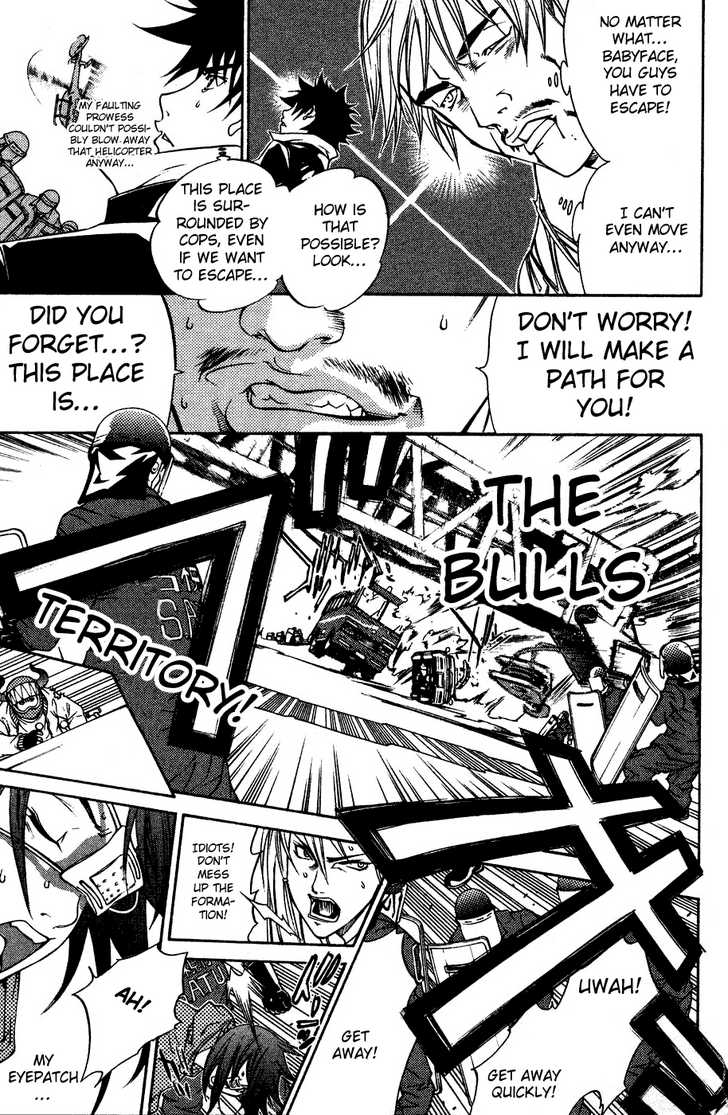 NO MATTER
WHAT...
BABYFACE,
YOU GUYS
HAVE TO
ESCAPE!
I CAN'T
EVEN MOVE
ANYWAY...
HOW IS
THAT
POSSIBLE?
LOOK...
THIS PLACE
IS SUR-
ROUNDED BY
COPS, EVEN
IF WE WANT
TO ESCAPE...
MY FAULTING
PROWESS
COULDN'T POSSI-
BLY BLOW AWAY
THAT HELICOPTER
ANYWAY...
DON'T WORRY!
I WILL MAKE A
PATH FOR
YOU!
DID YOU
FORGET...?
THIS PLACE
IS...
THE
BULLS
TERRITORY!
UWAH!
GET AWAY
QUICKLY!
GET
AWAY!
IDIOTS!
DON'T
MESS
UP THE
FORMA-
TION!
AH!
MY
EYEPATCH
...